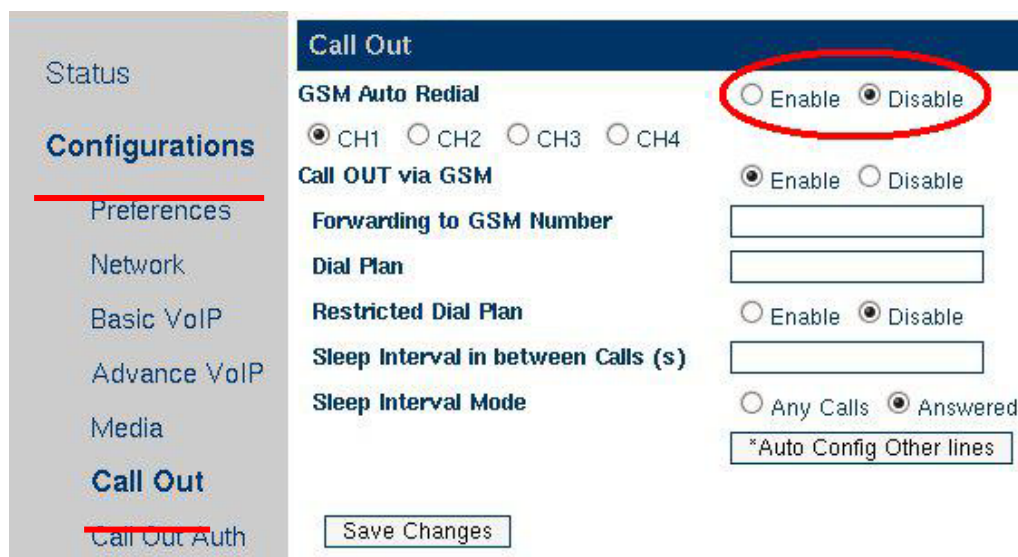 Status
Configurations
Preferences
Network
Basic VoIP
Advance VoIP
Media
Call Out
Call Out Auth
Call Out
GSM Auto Redial Enable Disable
CH1 CH2 CH3 CH4
Call OUT via GSM Enable Disable
Forwarding to GSM Number
Dial Plan
Restricted Dial Plan Enable Disable
Sleep Interval in between Calls (s)
Sleep Interval Mode Any Calls Answered
*Auto Config Other lines
Save Changes